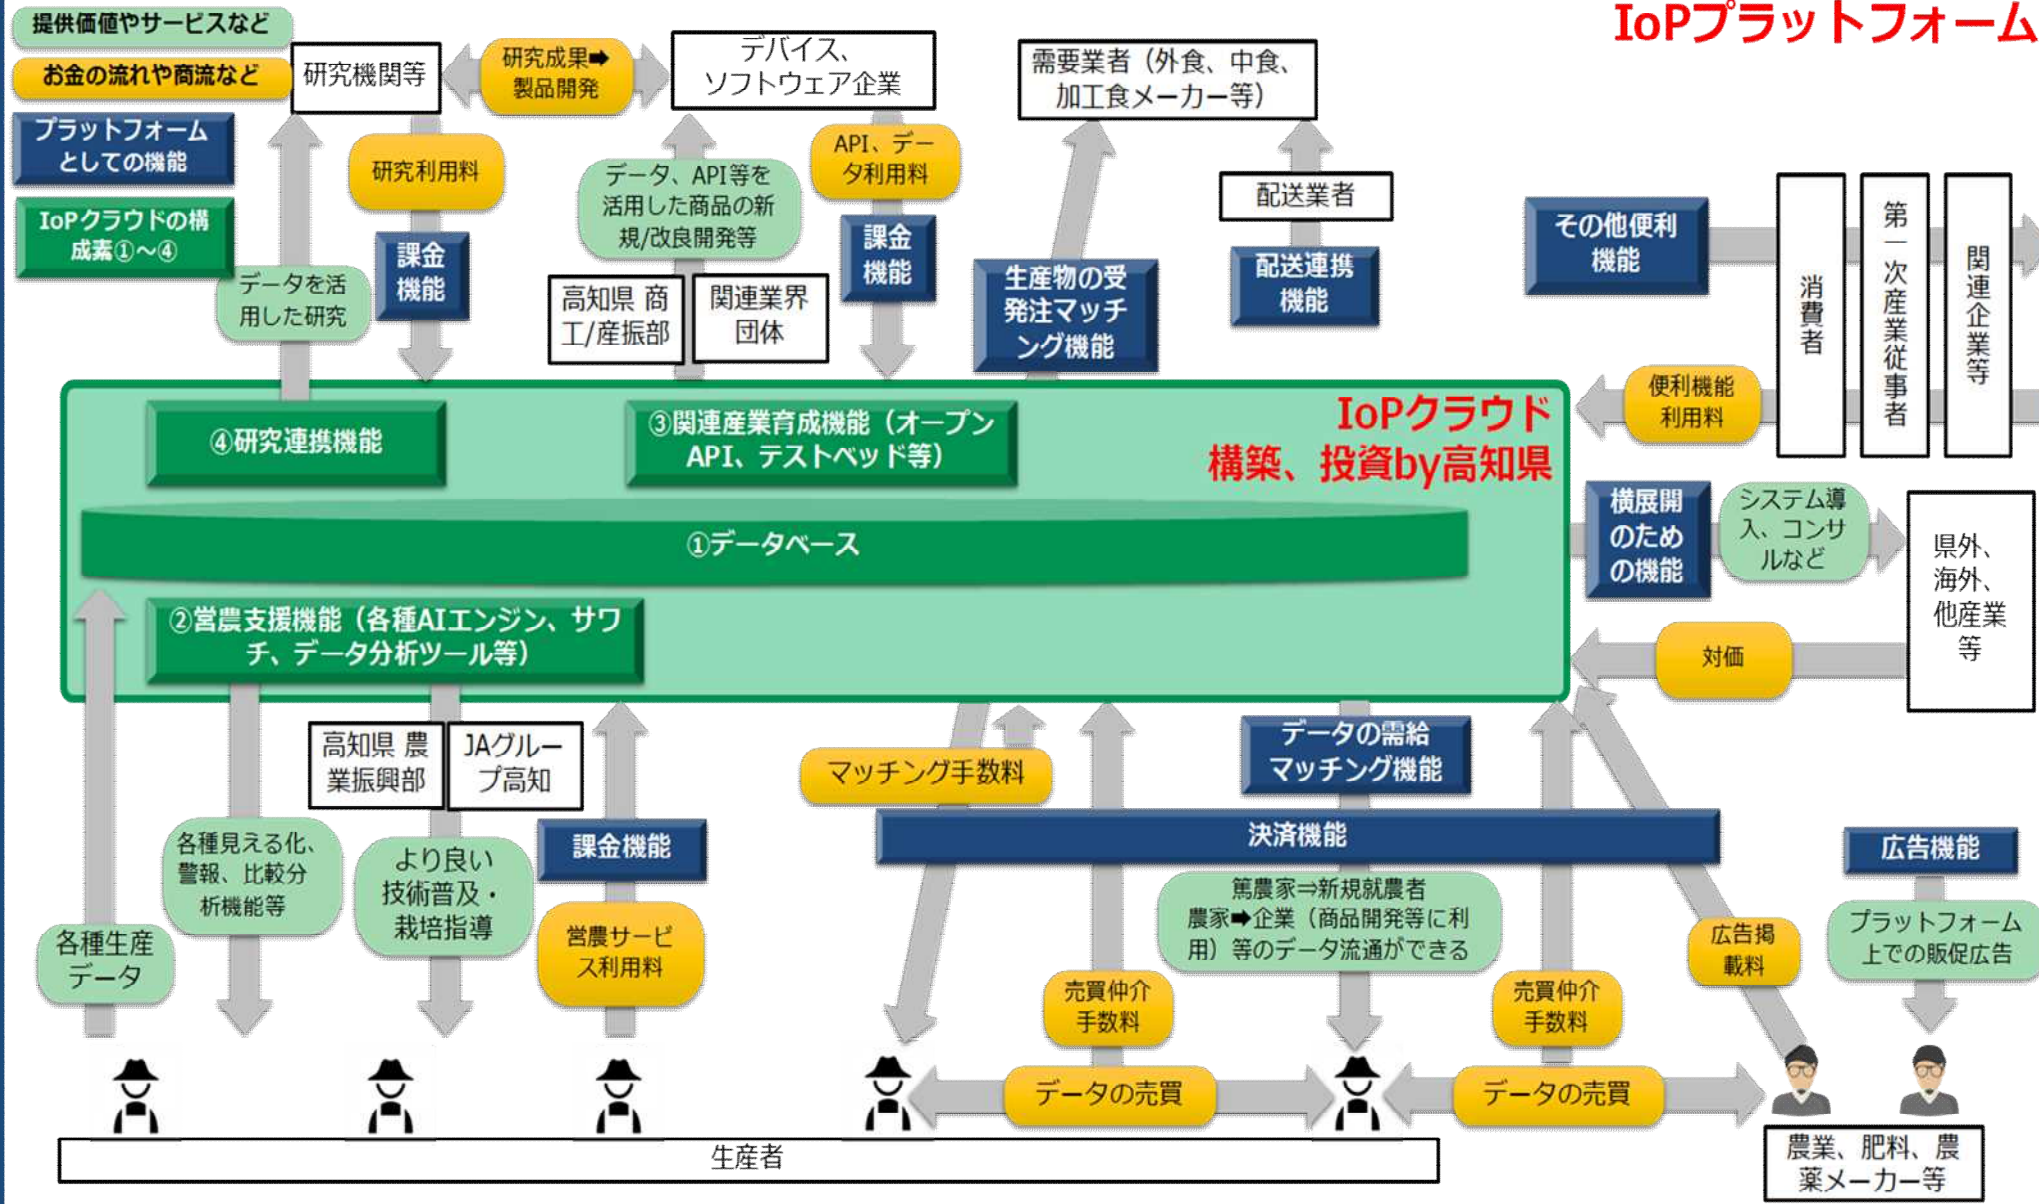 IoPプラットフォーム
提供価値やサービスなど
お金の流れや商流など
プラットフォーム
としての機能
IoPクラウドの構
成素①～④
研究機関等
研究成果➡
製品開発
デバイス、
ソフトウェア企業
需要業者（外食、中食、
加工食メーカー等）
研究利用料
データ、API等を
活用した商品の新
規/改良開発等
API、デー
タ利用料
配送業者
データを活
用した研究
課金
機能
高知県 商
工/産振部
関連業界
団体
課金
機能
生産物の受
発注マッチ
ング機能
配送連携
機能
その他便利
機能
消費者
第一次産業従事者
関連企業等
便利機能
利用料
④研究連携機能
③関連産業育成機能（オープン
API、テストベッド等）
IoPクラウド
構築、投資by高知県
①データベース
②営農支援機能（各種AIエンジン、サワ
チ、データ分析ツール等）
横展開
のため
の機能
システム導
入、コンサ
ルなど
県外、
海外、
他産業
等
対価
高知県 農
業振興部
JAグルー
プ高知
マッチング手数料
データの需給
マッチング機能
各種見える化、
警報、比較分
析機能等
より良い
技術普及・
栽培指導
課金機能
決済機能
広告機能
各種生産
データ
営農サービ
ス利用料
篤農家⇒新規就農者
農家➡企業（商品開発等に利
用）等のデータ流通ができる
広告掲
載料
プラットフォーム
上での販促広告
売買仲介
手数料
売買仲介
手数料
データの売買
データの売買
生産者
農業、肥料、農
薬メーカー等